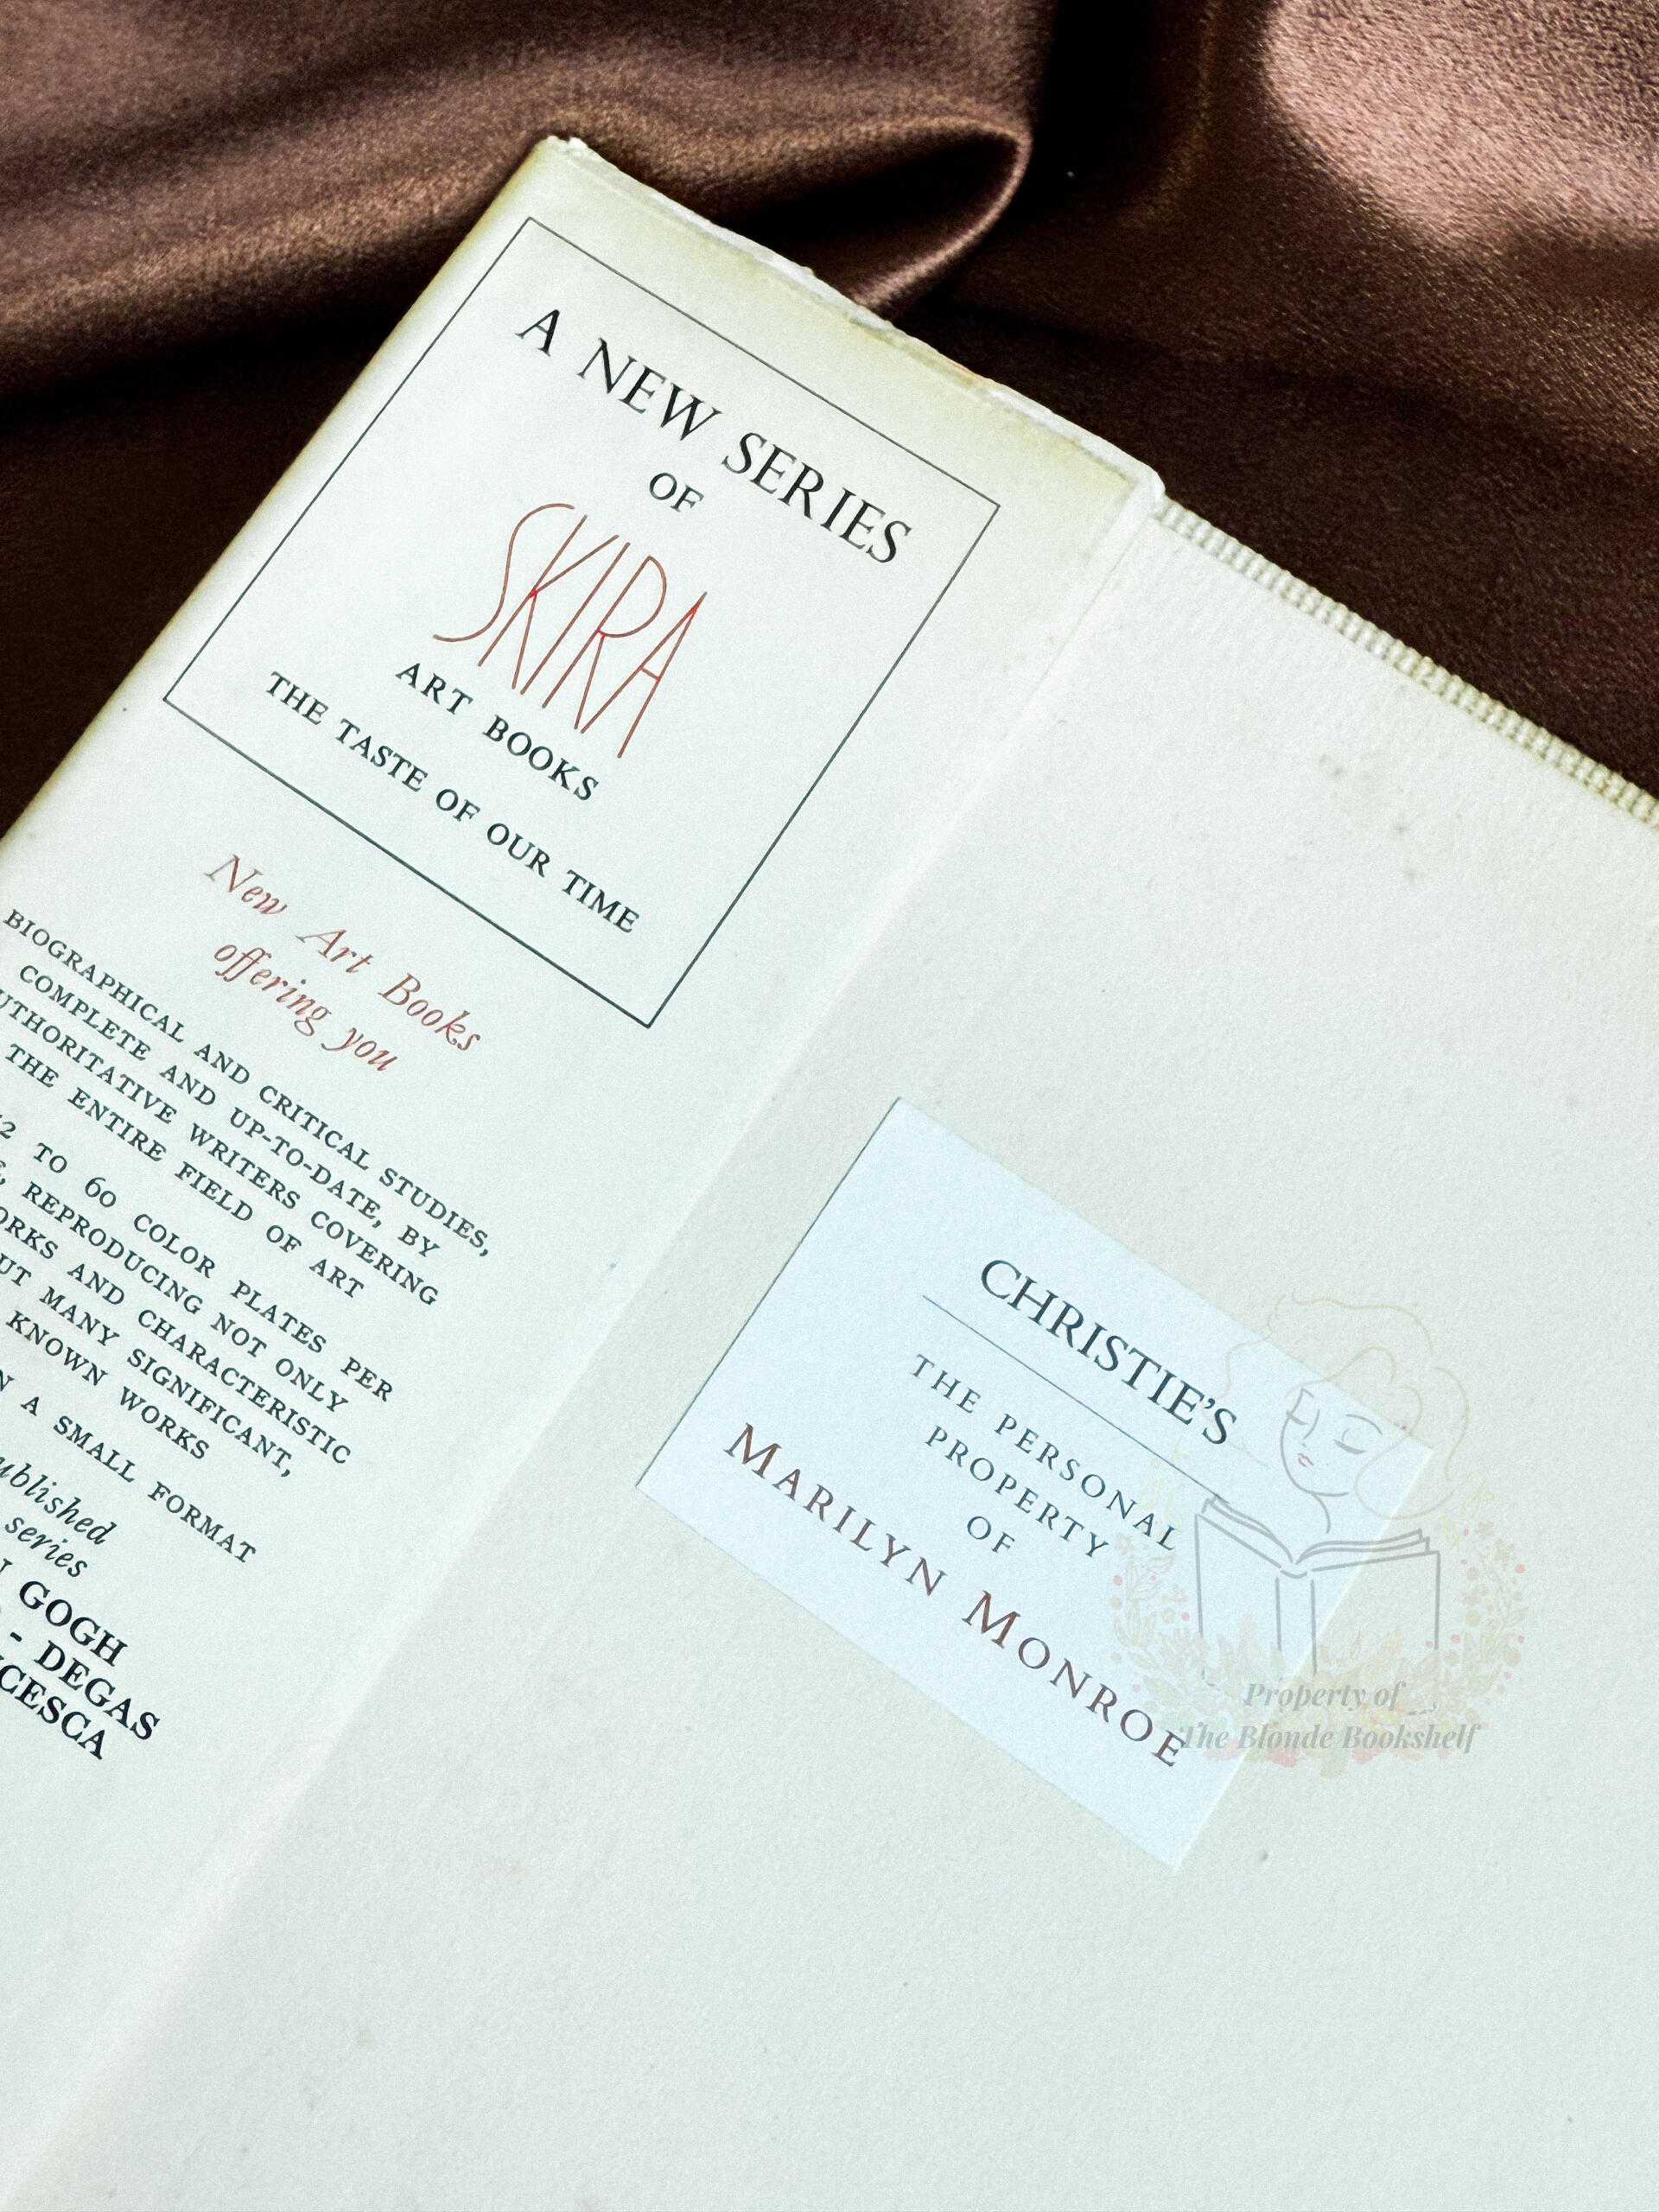 A NEW SERIES
OF
SKIRA
ART BOOKS
THE TASTE OF OUR TIME
New Art Books
offering you
BIOGRAPHICAL AND CRITICAL STUDIES,
COMPLETE AND UP-TO-DATE, BY
AUTHORITATIVE WRITERS COVERING
THE ENTIRE FIELD OF ART
TO 60 COLOR PLATES PER
REPRODUCING NOT ONLY
AND CHARACTERISTIC
MANY SIGNIFICANT,
KNOWN WORKS
A SMALL FORMAT
series
GOGH
- DEGAS
CHRISTIE'S
THE PERSONAL
PROPERTY
OF
MARILYN MONROE
Property of
The Blonde Bookshelf